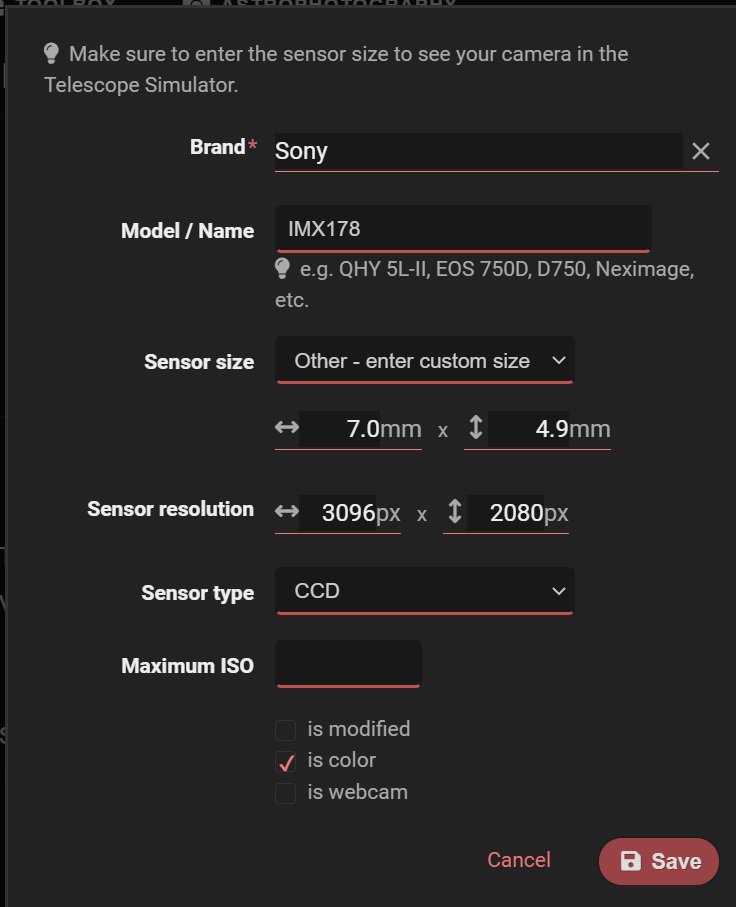 TOOLBOX ASTROPHOTOGRAPHY
Make sure to enter the sensor size to see your camera in the
Telescope Simulator.
Brand* Sony
Model / Name IMX178
e.g. QHY 5L-II, EOS 750D, D750, Neximage,
etc.
Sensor size Other - enter custom size
7.0mm x 4.9mm
Sensor resolution 3096px x 2080px
Sensor type CCD
Maximum ISO
is modified
is color
is webcam
Cancel Save